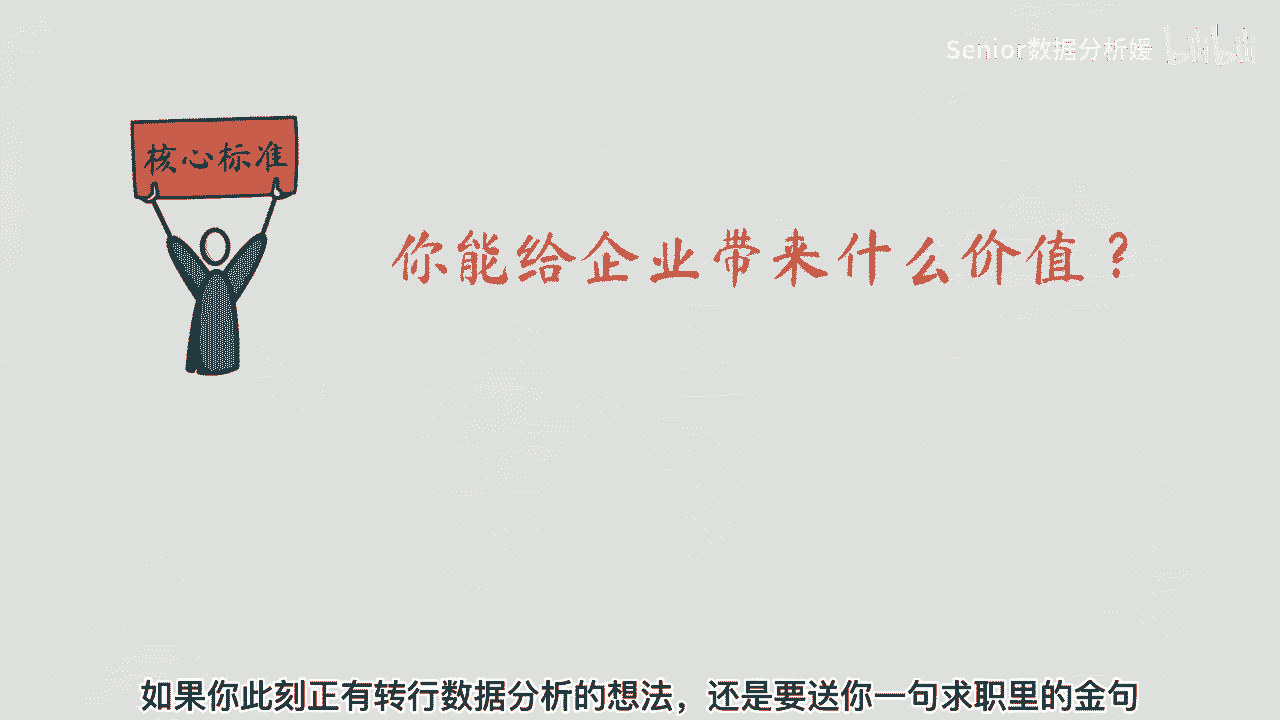 Senior数据分析媛 bilibili
核心标准
你能给企业带来什么价值？
如果你此刻正有转行数据分析的想法，还是要送你一句求职里的金句